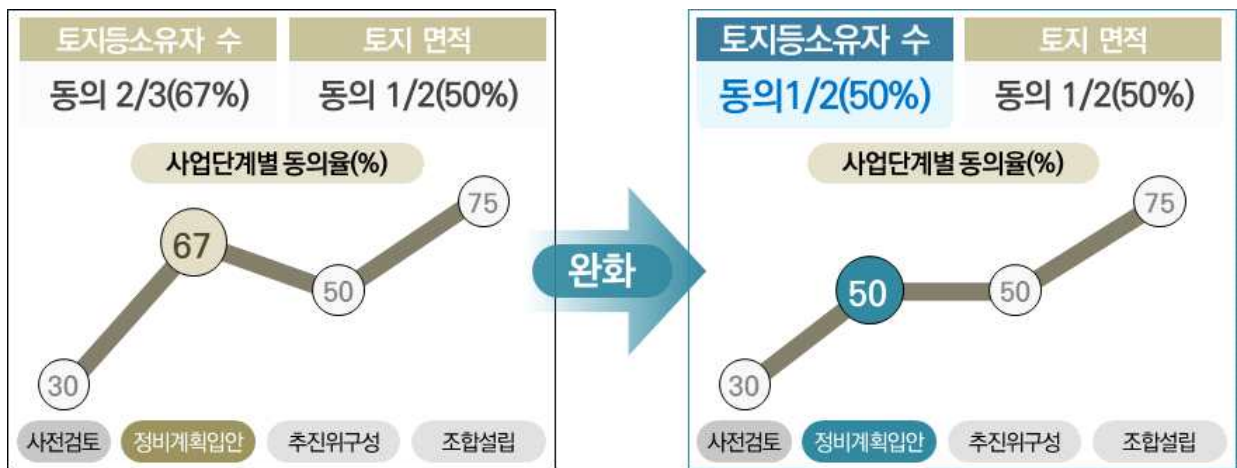 토지등소유자 수
토지 면적
동의 2/3(67%)
동의 1/2(50%)
사업단계별 동의율(%)
30
67
50
75
사전검토
정비계획입안
추진위구성
조합설립
완화
토지등소유자 수
토지 면적
동의1/2(50%)
동의 1/2(50%)
사업단계별 동의율(%)
30
50
50
75
사전검토
정비계획입안
추진위구성
조합설립